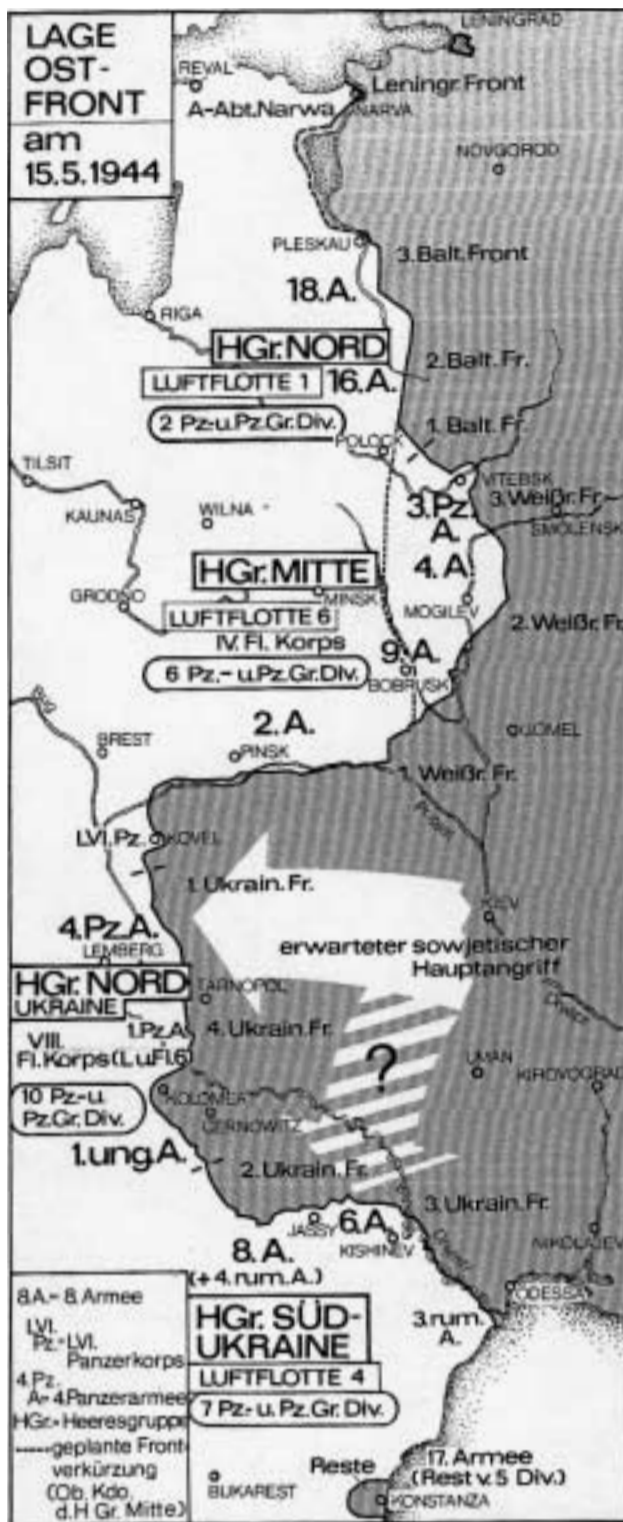 LAGE
OST-
FRONT
am
15.5.1944
LENINGRAD
REVAL
Leningr. Front
A-Abt. Narwa
NARVA
NOVGOROD
PLESKAU
3. Balt. Front
18. A.
RIGA
HGr. NORD
2. Balt. Fr.
LUFTFLOTTE 1
16. A.
2 Pz-u. Pz. Gr. Div.
1. Balt. Fr.
POLOCK
TILSIT
VITEBSK
KAUNAS
WILNA
3. Pz.
A.
3. Weißr. Fr.
SMOLENSK
HGr. MITTE
4. A
GRODNO
MINSK
MOGILEV
LUFTFLOTTE 6
IV. Fl. Korps
2. Weißr. Fr.
6 Pz.- u. Pz. Gr. Div.
9. A.
BOBRUSK
Bug
2. A.
BREST
PINSK
GOMEL
1. Weißr. Fr.
LVI. Pz.
KOVEL
Pripjet
1. Ukrain. Fr.
4. Pz. A.
KIEV
LEMBERG
erwarteter sowjetischer
Hauptangriff
HGr. NORD
UKRAINE
TARNOPOL
1. Pz. A
4. Ukrain. Fr.
VIII.
Fl. Korps (Lu Fl. 6)
?
UMAN
KIROVOGRAD
10 Pz.- u
Pz. Gr. Div.
KOLOMEA
CERNOWITZ
1. ung. A.
2. Ukrain. Fr.
3. Ukrain. Fr.
JASSY
6. A.
8. A.
KISHINEV
NIKOLAJEV
(+ 4. rum. A.)
ODESSA
3. rum.
A.
HGr. SÜD-
UKRAINE
LUFTFLOTTE 4
7 Pz.- u. Pz. Gr. Div.
8.A.- 8. Armee
LVI.
Pz.- LVI.
Panzerkorps
4. Pz.
A- 4. Panzerarmee
HGr.- Heeresgruppe
geplante Front-
verkürzung
(Ob. Kdo.
d. H Gr. Mitte)
Reste
17. Armee
(Rest v. 5 Div.)
BUKAREST
KONSTANZA